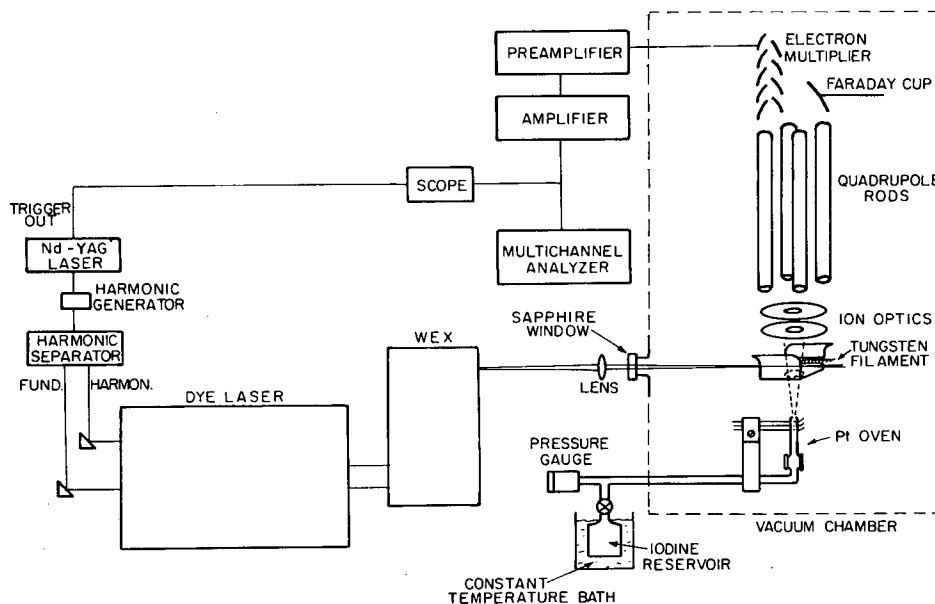 PREAMPLIFIER
ELECTRON
MULTIPLIER
FARADAY CUP
AMPLIFIER
SCOPE
QUADRUPOLE
RODS
TRIGGER
OUT
Nd-YAG
LASER
MULTICHANNEL
ANALYZER
HARMONIC
GENERATOR
SAPPHIRE
WINDOW
ION OPTICS
HARMONIC
SEPARATOR
WEX
TUNGSTEN
FILAMENT
FUND.
HARMON.
LENS
DYE LASER
PRESSURE
GAUGE
Pt OVEN
VACUUM CHAMBER
IODINE
RESERVOIR
CONSTANT
TEMPERATURE BATH